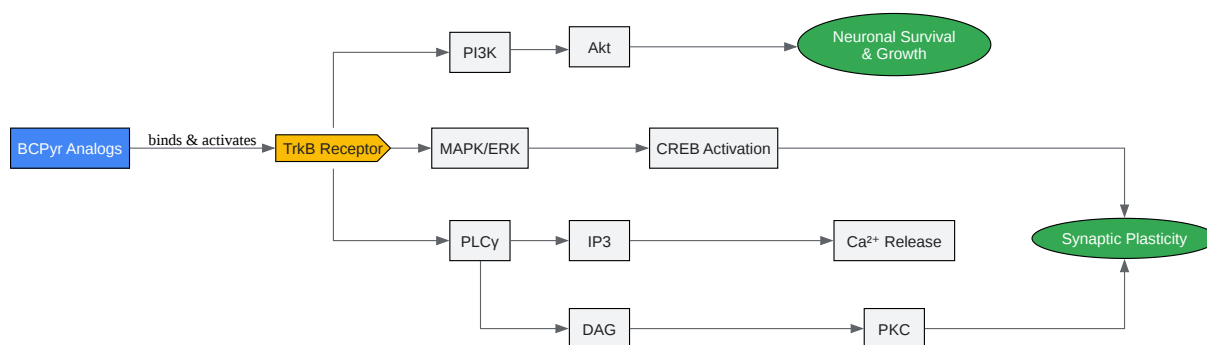 Neuronal Survival
& Growth
PI3K
Akt
BCPyr Analogs
binds & activates
TrkB Receptor
MAPK/ERK
CREB Activation
PLCγ
IP3
Ca²⁺ Release
Synaptic Plasticity
DAG
PKC